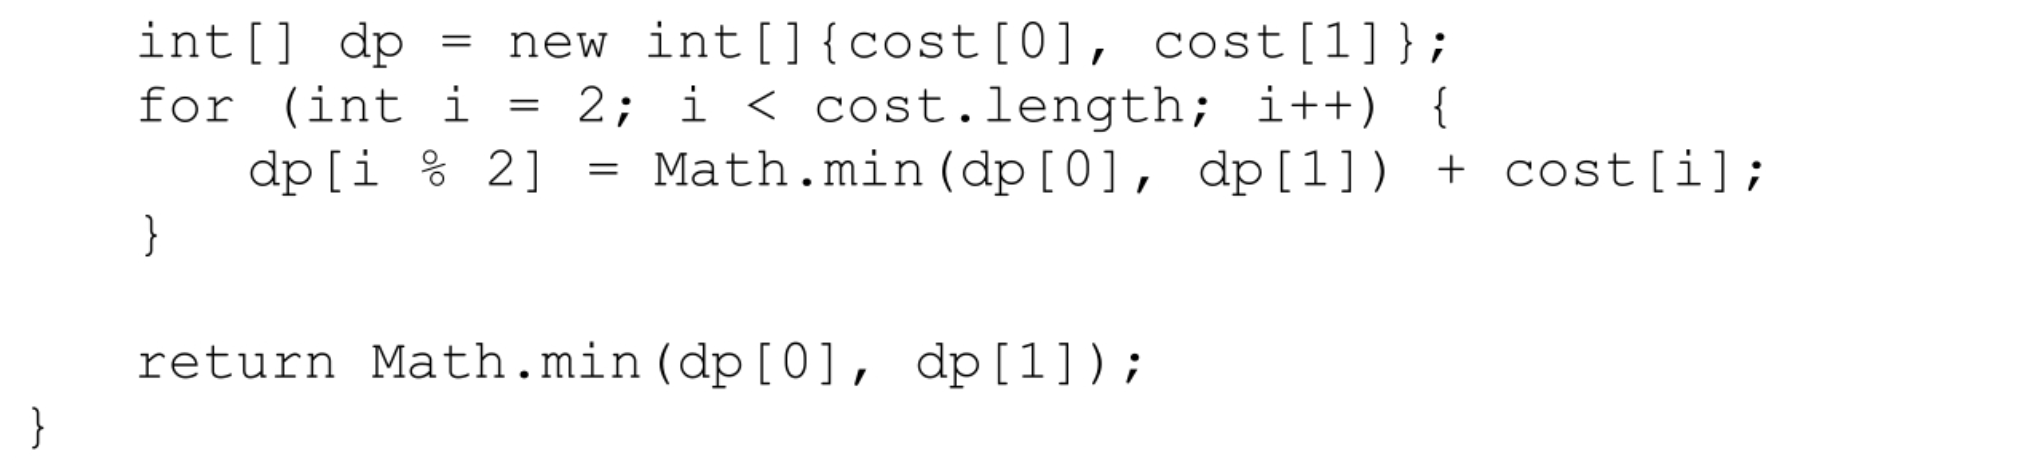 int[] dp = new int[]{cost[0], cost[1]};
for (int i = 2; i < cost.length; i++) {
dp[i % 2] = Math.min(dp[0], dp[1]) + cost[i];
}
return Math.min(dp[0], dp[1]);
}